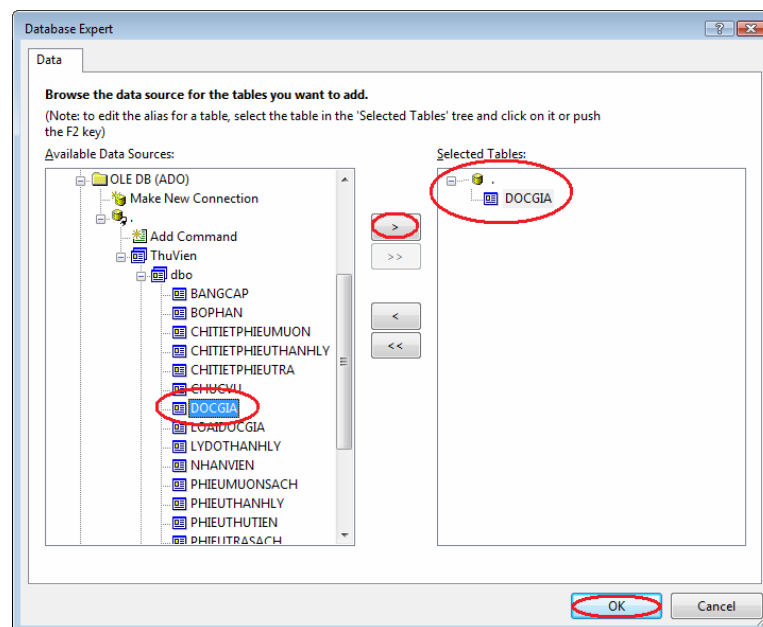 Database Expert
Data
Browse the data source for the tables you want to add.
(Note: to edit the alias for a table, select the table in the 'Selected Tables' tree and click on it or push
the F2 key)
Available Data Sources:
OLE DB (ADO)
Make New Connection
.
Add Command
ThuVien
dbo
BANGCAP
BOPHAN
CHITIETPHIEUMUON
CHITIETPHIEUTHANHLY
CHITIETPHIEUTRA
CHUCVU
DOCGIA
LOAIDOCGIA
LYDOTHANHLY
NHANVIEN
PHIEUMUONSACH
PHIEUTHANHLY
PHIEUTHUTIEN
PHIEUTRASACH
>
>>
<
<<
Selected Tables:
.
DOCGIA
OK
Cancel